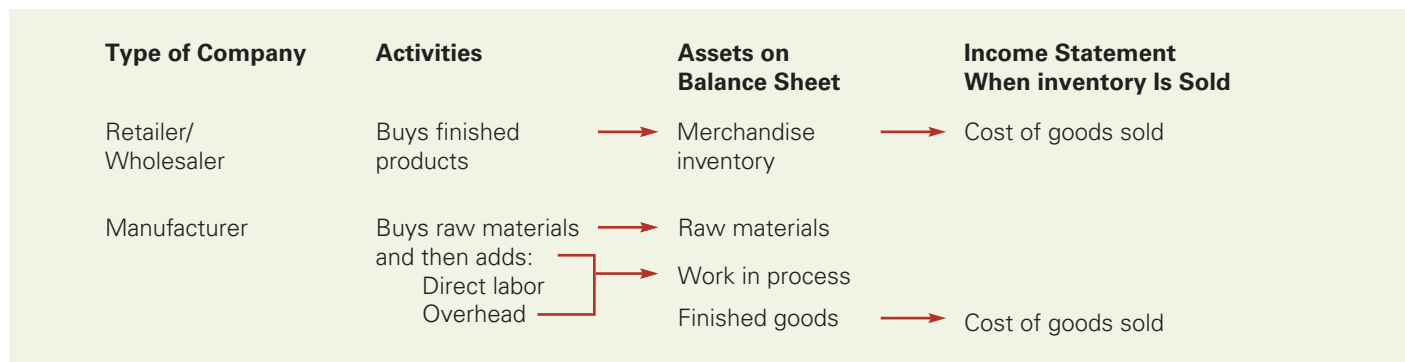 Type of Company
Activities
Assets on
Balance Sheet
Income Statement
When inventory Is Sold
Retailer/
Wholesaler
Buys finished
products
Merchandise
inventory
Cost of goods sold
Manufacturer
Buys raw materials
and then adds:
Direct labor
Overhead
Raw materials
Work in process
Finished goods
Cost of goods sold